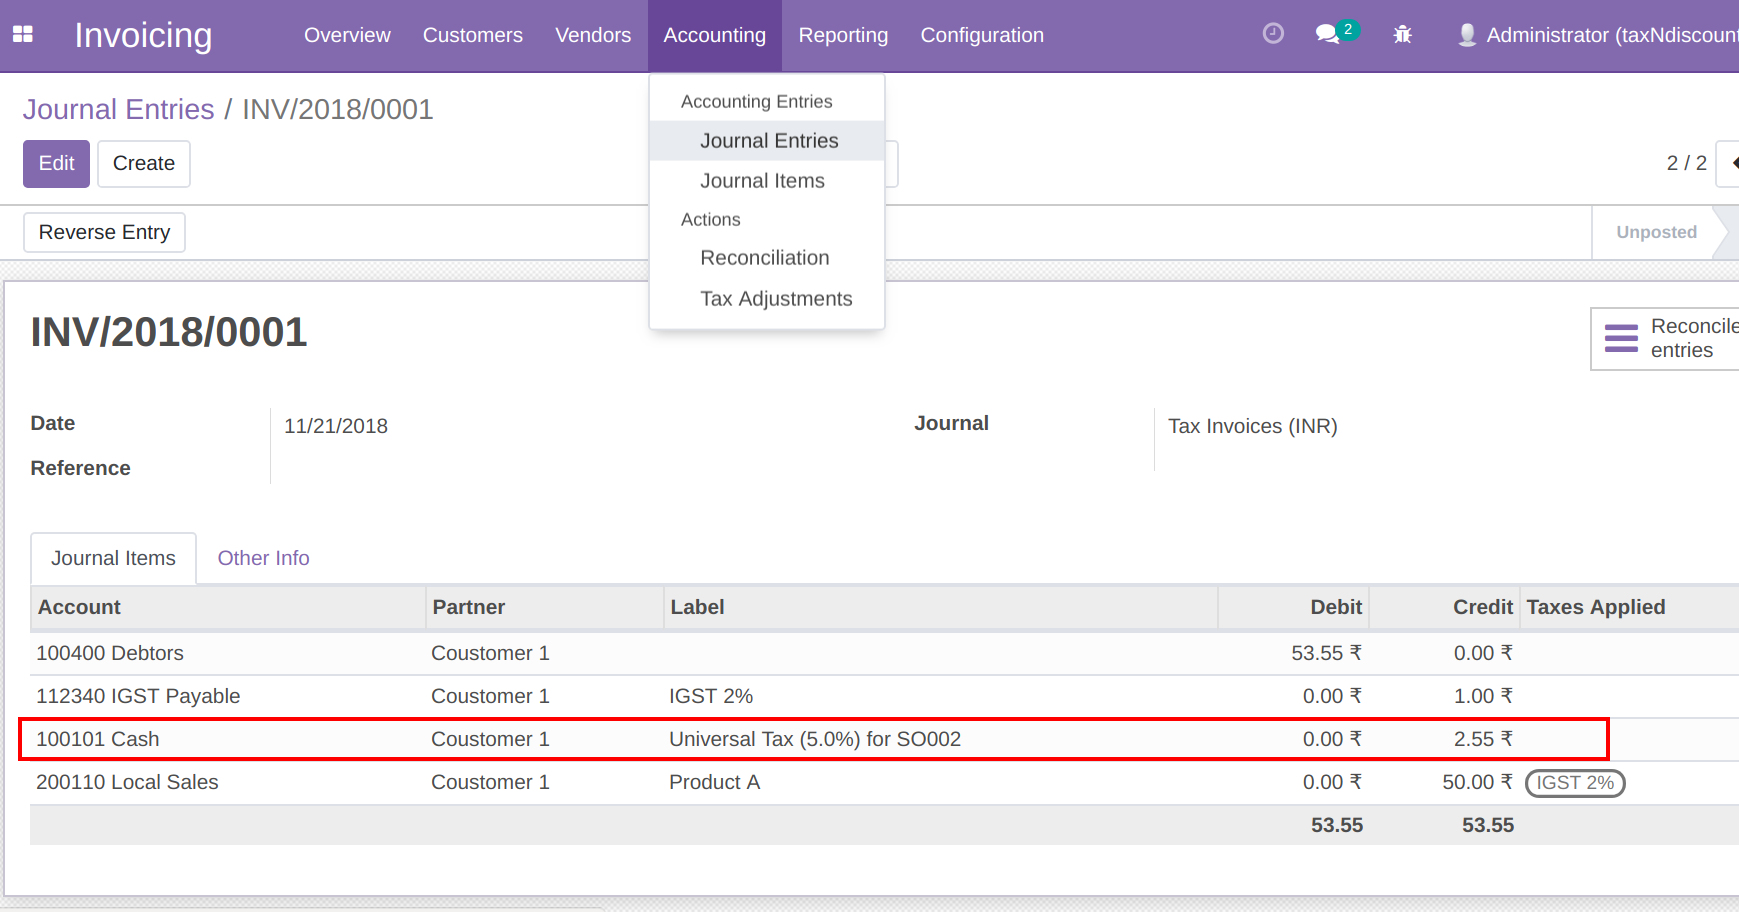 Invoicing Overview Customers Vendors Accounting Reporting Configuration 2 Administrator (taxNdiscount
Journal Entries / INV/2018/0001
Accounting Entries
Journal Entries
Journal Items
Actions
Reconciliation
Tax Adjustments
Edit Create 2 / 2
Reverse Entry Unposted
INV/2018/0001
Reconcile
entries
Date 11/21/2018 Journal Tax Invoices (INR)
Reference
Journal Items Other Info
Account Partner Label Debit Credit Taxes Applied
100400 Debtors Coustomer 1 53.55 ₹ 0.00 ₹
112340 IGST Payable Coustomer 1 IGST 2% 0.00 ₹ 1.00 ₹
100101 Cash Coustomer 1 Universal Tax (5.0%) for SO002 0.00 ₹ 2.55 ₹
200110 Local Sales Coustomer 1 Product A 0.00 ₹ 50.00 ₹ IGST 2%
53.55 53.55